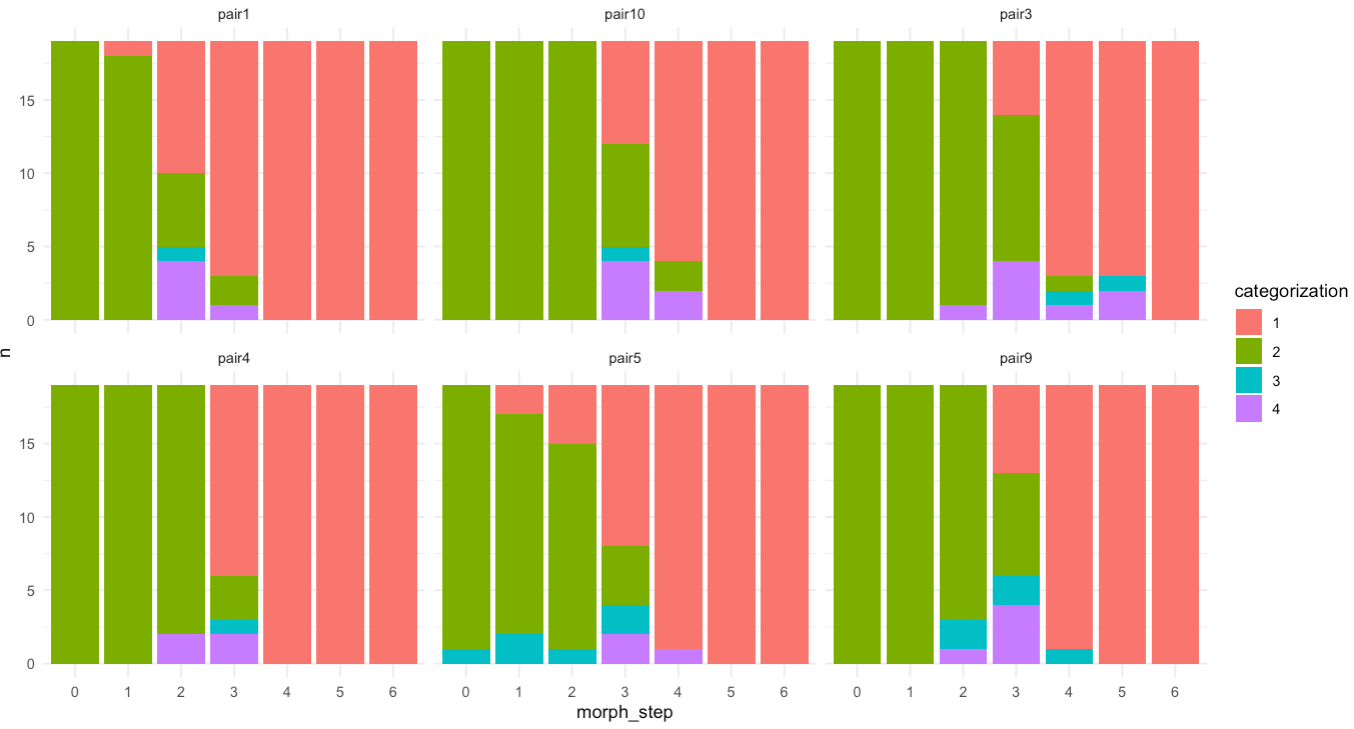 pair1 pair10 pair3
15
10
5
0
n
pair4 pair5 pair9
15
10
5
0
0 1 2 3 4 5 6 0 1 2 3 4 5 6 0 1 2 3 4 5 6
morph_step
categorization
1
2
3
4